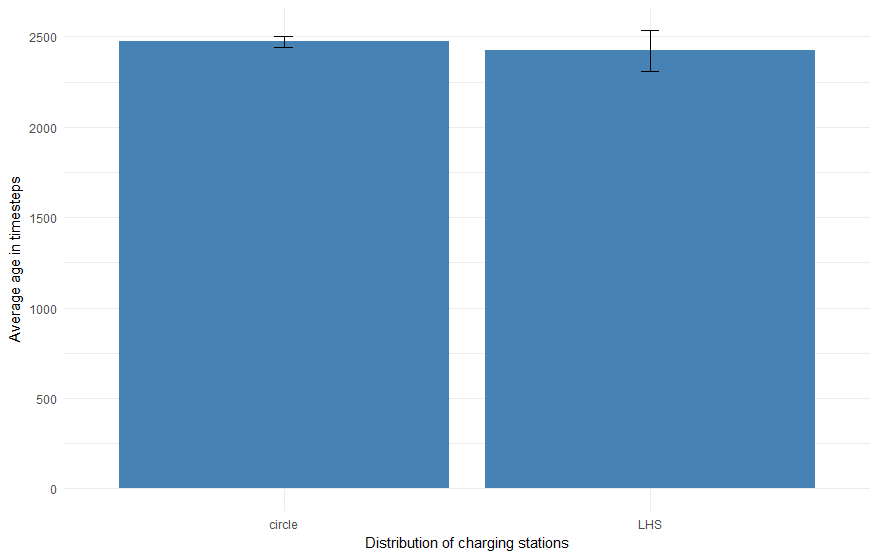 Average age in timesteps
2500
2000
1500
1000
500
0
circle
LHS
Distribution of charging stations